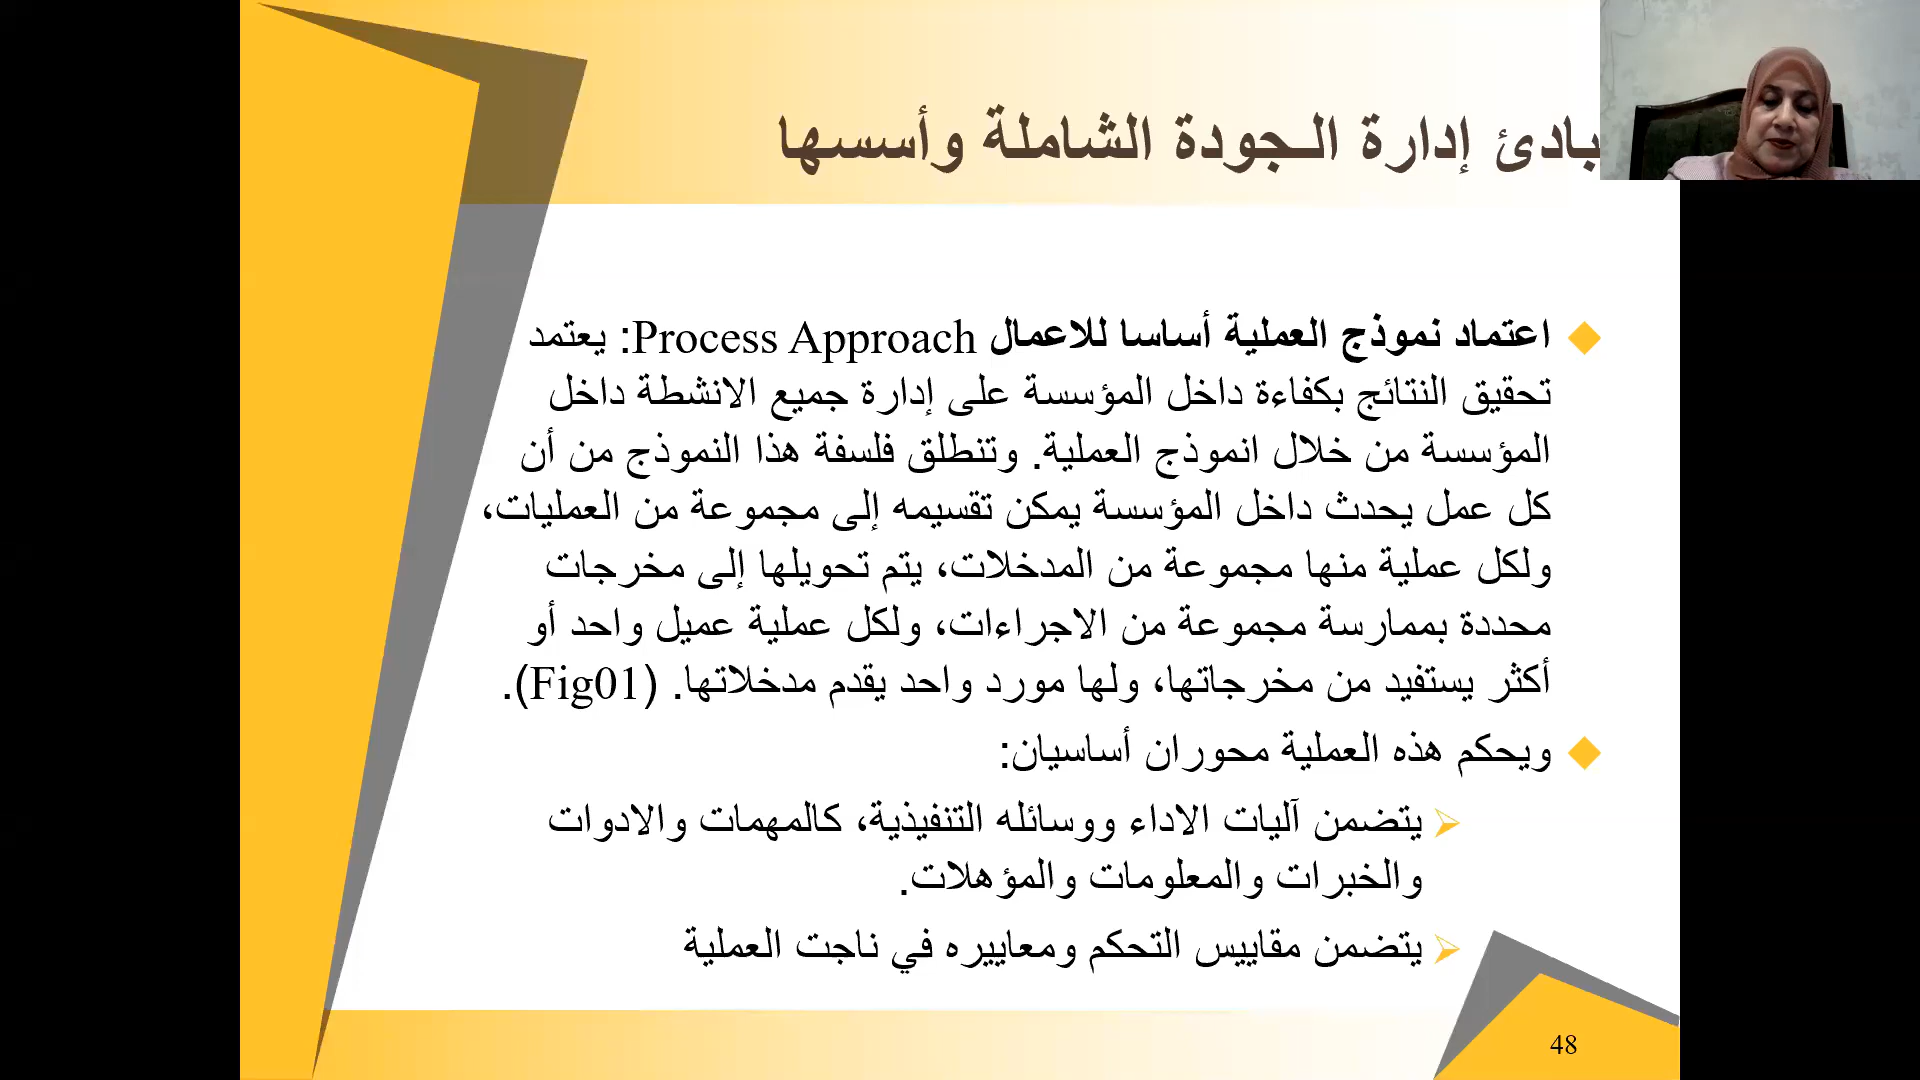 بادئ إدارة الـجودة الشاملة وأسسها
اعتماد نموذج العملية أساسا للاعمال Process Approach: يعتمد
تحقيق النتائج بكفاءة داخل المؤسسة على إدارة جميع الانشطة داخل
المؤسسة من خلال انموذج العملية. وتنطلق فلسفة هذا النموذج من أن
كل عمل يحدث داخل المؤسسة يمكن تقسيمه إلى مجموعة من العمليات،
ولكل عملية منها مجموعة من المدخلات، يتم تحويلها إلى مخرجات
محددة بممارسة مجموعة من الاجراءات، ولكل عملية عميل واحد أو
أكثر يستفيد من مخرجاتها، ولها مورد واحد يقدم مدخلاتها. (Fig01).
ويحكم هذه العملية محوران أساسيان:
يتضمن آليات الاداء ووسائله التنفيذية، كالمهمات والادوات
والخبرات والمعلومات والمؤهلات.
يتضمن مقاييس التحكم ومعاييره في ناجت العملية
48